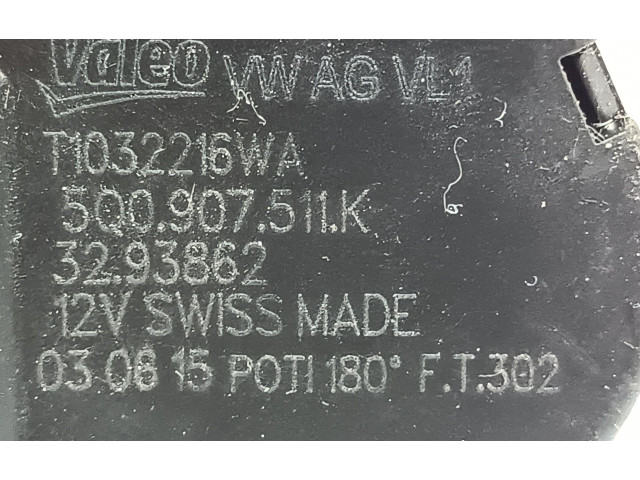 Valeo VW AG VL1
T1032216WA
5Q0.907.511.K
32.93862
12V SWISS MADE
03 08 15 POTI 180° F.T.302